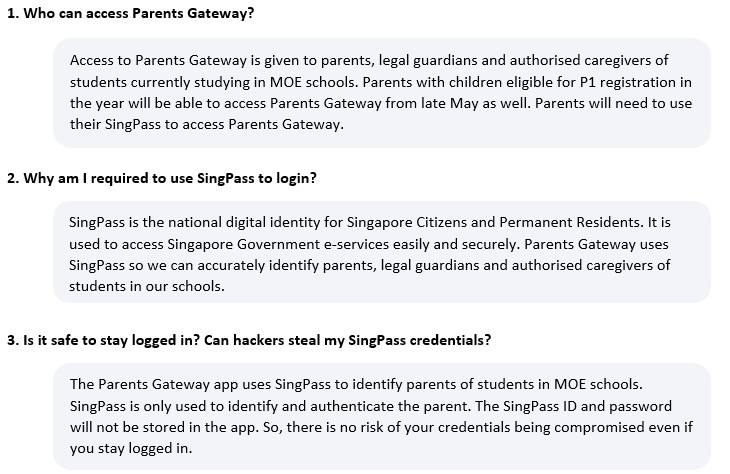 1. Who can access Parents Gateway?
Access to Parents Gateway is given to parents, legal guardians and authorised caregivers of
students currently studying in MOE schools. Parents with children eligible for P1 registration in
the year will be able to access Parents Gateway from late May as well. Parents will need to use
their SingPass to access Parents Gateway.
2. Why am I required to use SingPass to login?
SingPass is the national digital identity for Singapore Citizens and Permanent Residents. It is
used to access Singapore Government e-services easily and securely. Parents Gateway uses
SingPass so we can accurately identify parents, legal guardians and authorised caregivers of
students in our schools.
3. Is it safe to stay logged in? Can hackers steal my SingPass credentials?
The Parents Gateway app uses SingPass to identify parents of students in MOE schools.
SingPass is only used to identify and authenticate the parent. The SingPass ID and password
will not be stored in the app. So, there is no risk of your credentials being compromised even if
you stay logged in.